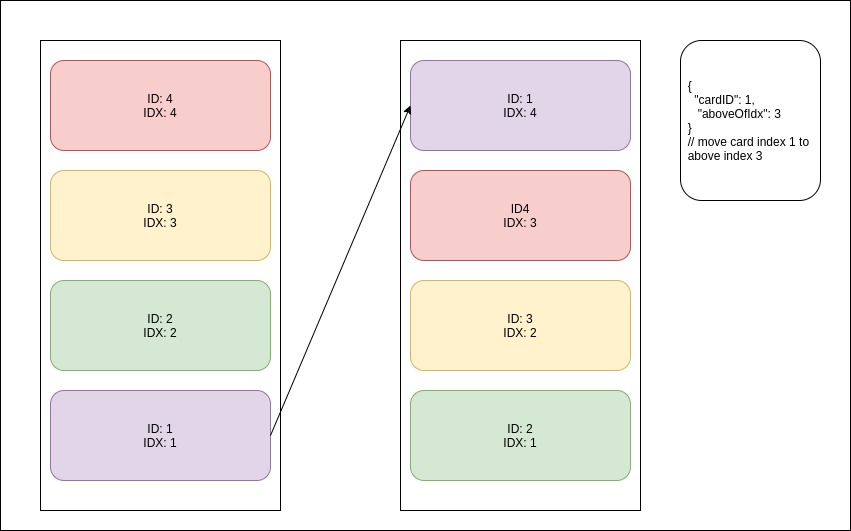 ID: 4
IDX: 4
ID: 3
IDX: 3
ID: 2
IDX: 2
ID: 1
IDX: 1
ID: 1
IDX: 4
ID4
IDX: 3
ID: 3
IDX: 2
ID: 2
IDX: 1
{
"cardID": 1,
"aboveOfIdx": 3
}
// move card index 1 to
above index 3